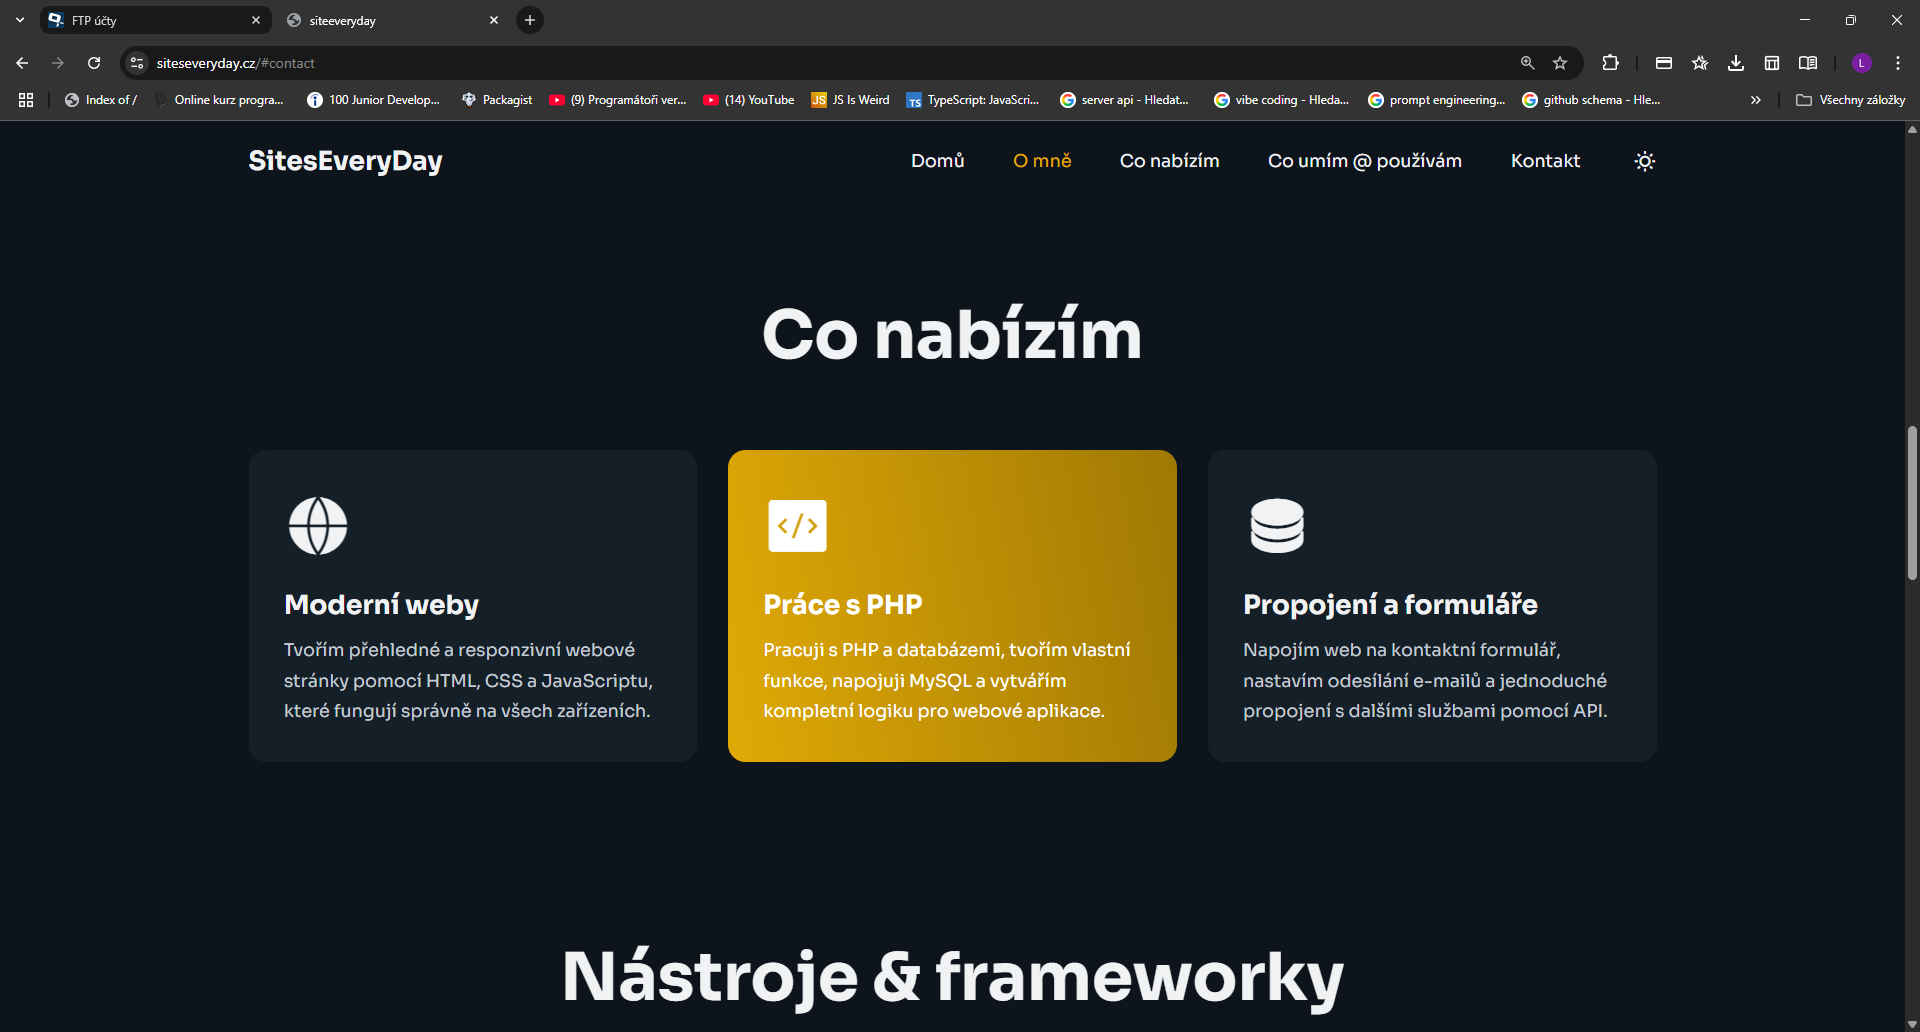 FTP účty
siteeveryday
siteseveryday.cz/#contact
L
Index of /
Online kurz progra...
100 Junior Develop...
Packagist
(9) Programátoři ver...
(14) YouTube
JS
JS Is Weird
TS
TypeScript: JavaScri...
server api - Hledat...
vibe coding - Hleda...
prompt engineering...
github schema - Hle...
Všechny záložky
SitesEveryDay
Domů
O mně
Co nabízím
Co umím @ používám
Kontakt
Co nabízím
Moderní weby
Tvořím přehledné a responzivní webové
stránky pomocí HTML, CSS a JavaScriptu,
které fungují správně na všech zařízeních.
Práce s PHP
Pracuji s PHP a databázemi, tvořím vlastní
funkce, napojuji MySQL a vytvářím
kompletní logiku pro webové aplikace.
Propojení a formuláře
Napojím web na kontaktní formulář,
nastavím odesílání e-mailů a jednoduché
propojení s dalšími službami pomocí API.
Nástroje & frameworky